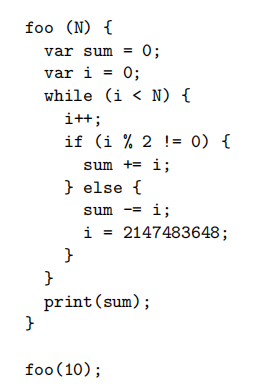 foo (N) {
  var sum = 0;
  var i = 0;
  while (i < N) {
    i++;
    if (i % 2 != 0) {
      sum += i;
    } else {
      sum -= i;
      i = 2147483648;
    }
  }
  print(sum);
}

foo(10);